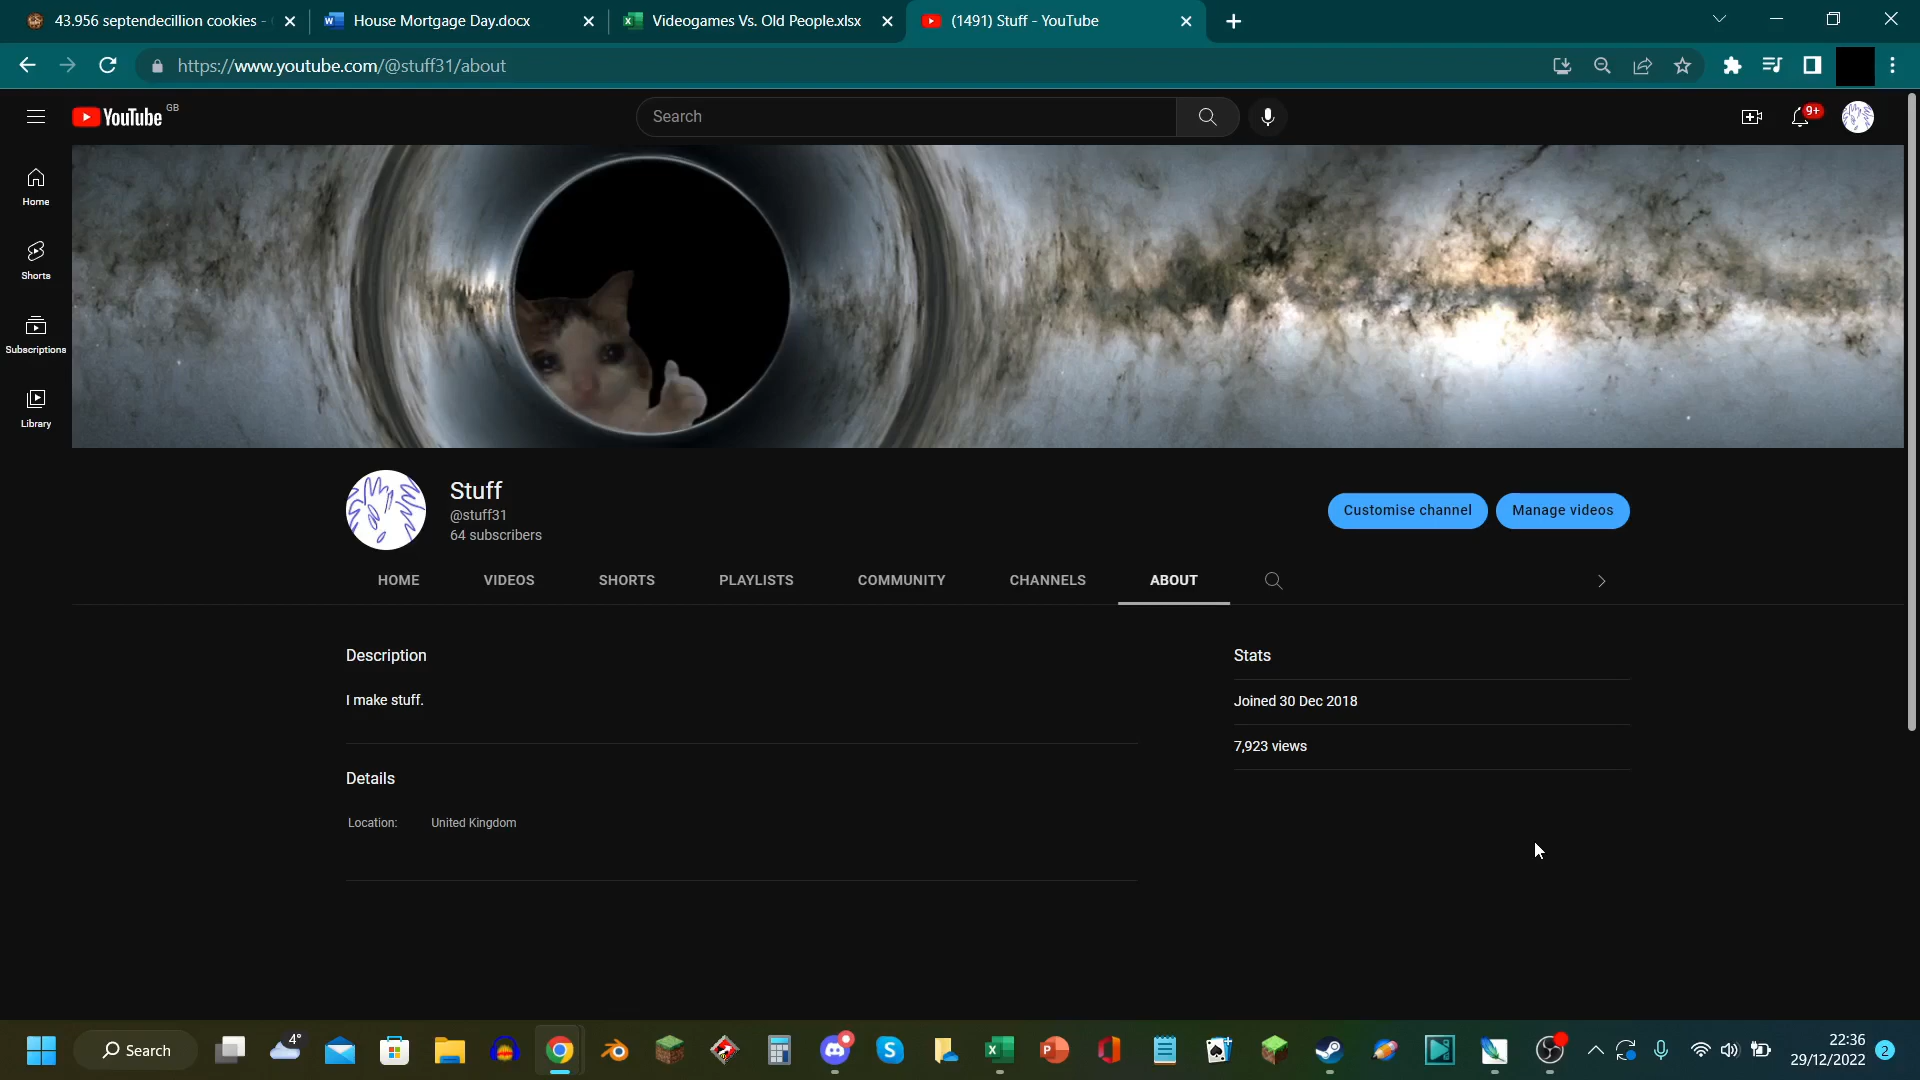 43.956 septendecillion cookies -
House Mortgage Day.docx
Videogames Vs. Old People.xlsx
(1491) Stuff - YouTube
https://www.youtube.com/@stuff31/about
YouTube GB
Search
9+
Home
Shorts
Subscriptions
Library
Stuff
@stuff31
64 subscribers
Customise channel
Manage videos
HOME VIDEOS SHORTS PLAYLISTS COMMUNITY CHANNELS ABOUT
Description
I make stuff.
Details
Location: United Kingdom
Stats
Joined 30 Dec 2018
7,923 views
Search
4°
22:36
29/12/2022
2